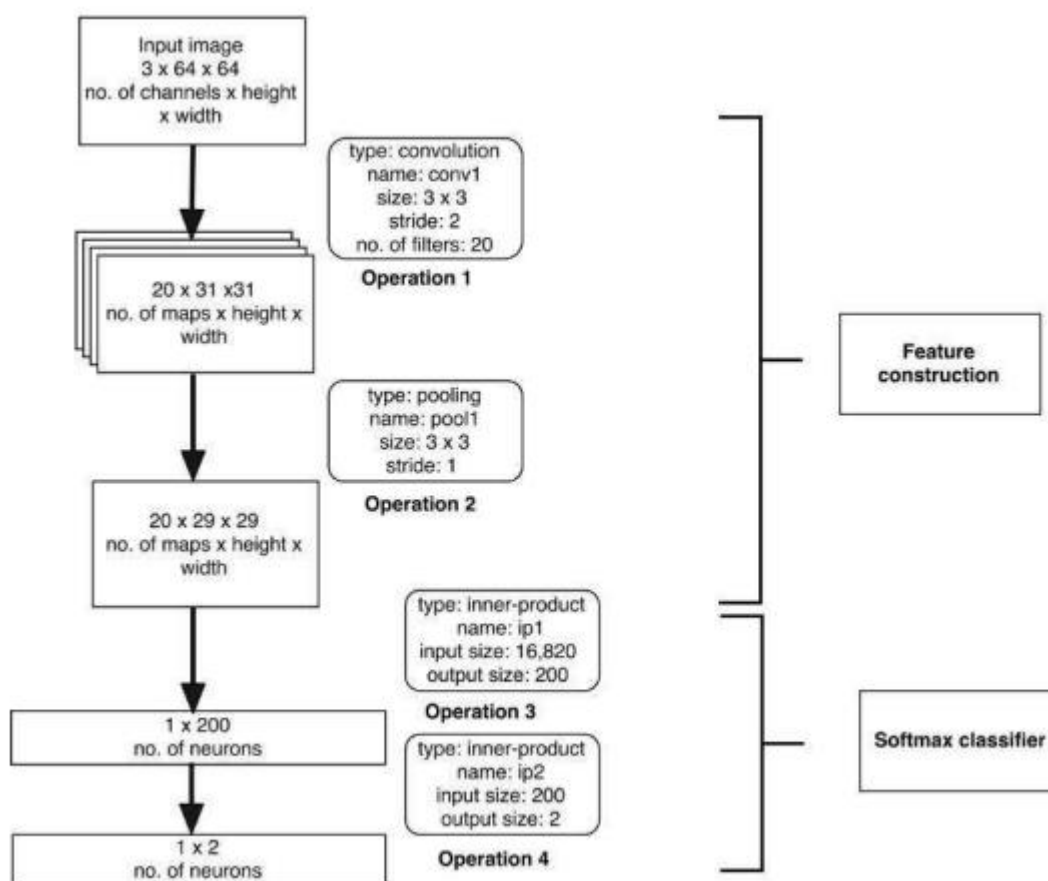 Input image
3 x 64 x 64
no. of channels x height
x width
type: convolution
name: conv1
size: 3 x 3
stride: 2
no. of filters: 20
Operation 1
20 x 31 x31
no. of maps x height x
width
Feature
construction
type: pooling
name: pool1
size: 3 x 3
stride: 1
Operation 2
20 x 29 x 29
no. of maps x height x
width
type: inner-product
name: ip1
input size: 16,820
output size: 200
Operation 3
1 x 200
no. of neurons
Softmax classifier
type: inner-product
name: ip2
input size: 200
output size: 2
Operation 4
1 x 2
no. of neurons